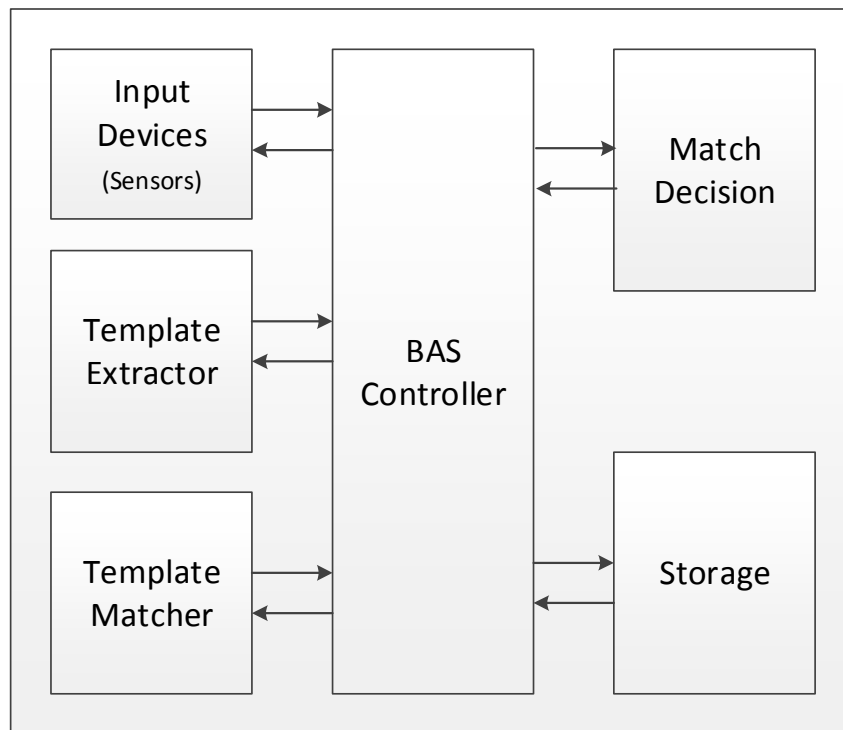 Input
Devices
(Sensors)
Template
Extractor
Template
Matcher
BAS
Controller
Match
Decision
Storage